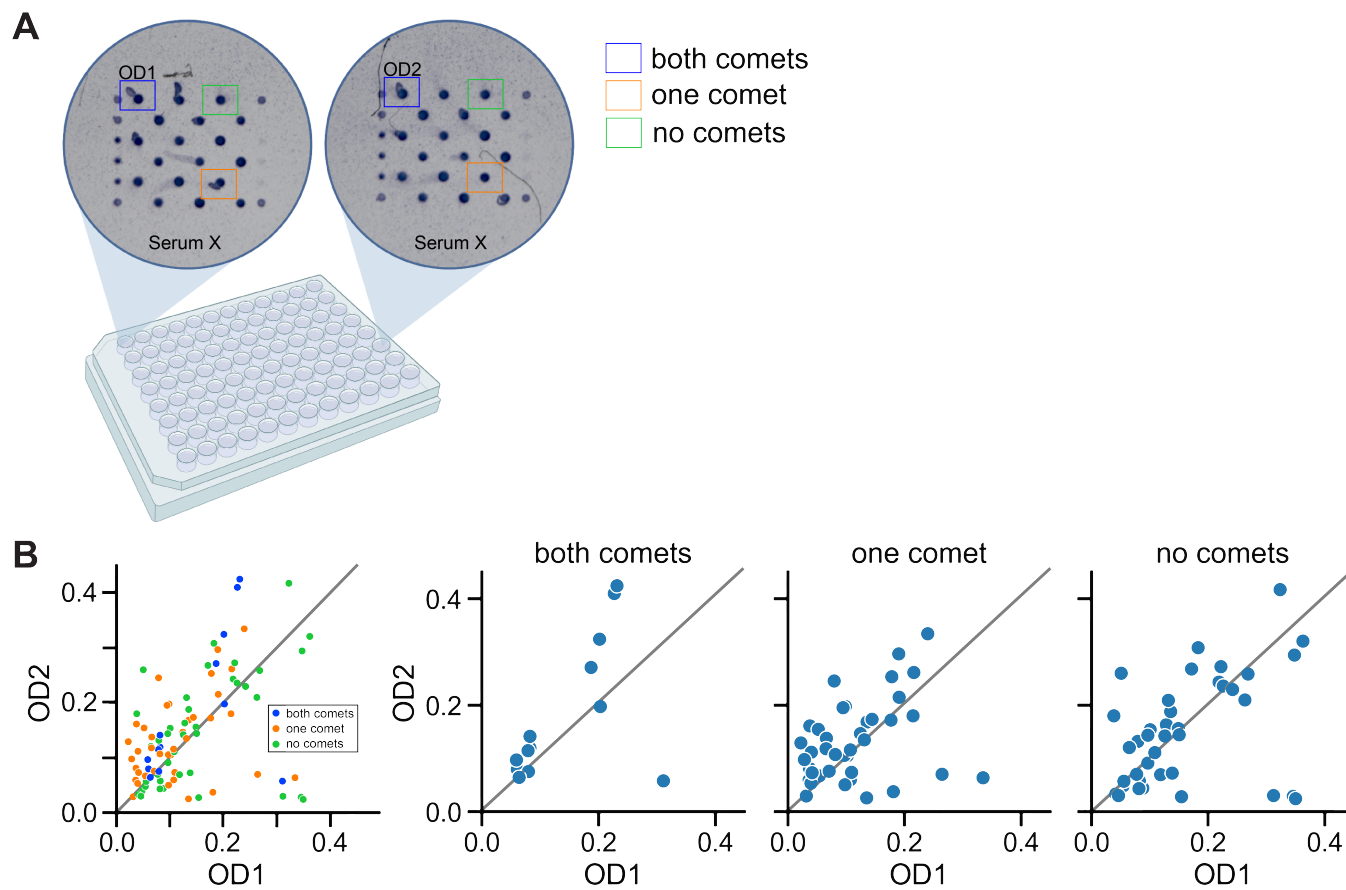 A
OD1
OD2
both comets
one comet
no comets
Serum X
Serum X
B
both comets
one comet
no comets
OD2
0.4
0.2
0.0
0.0
0.2
0.4
OD1
both comets
one comet
no comets
OD2
0.4
0.2
0.0
0.0
0.2
0.4
OD1
0.0
0.2
0.4
OD1
0.0
0.2
0.4
OD1